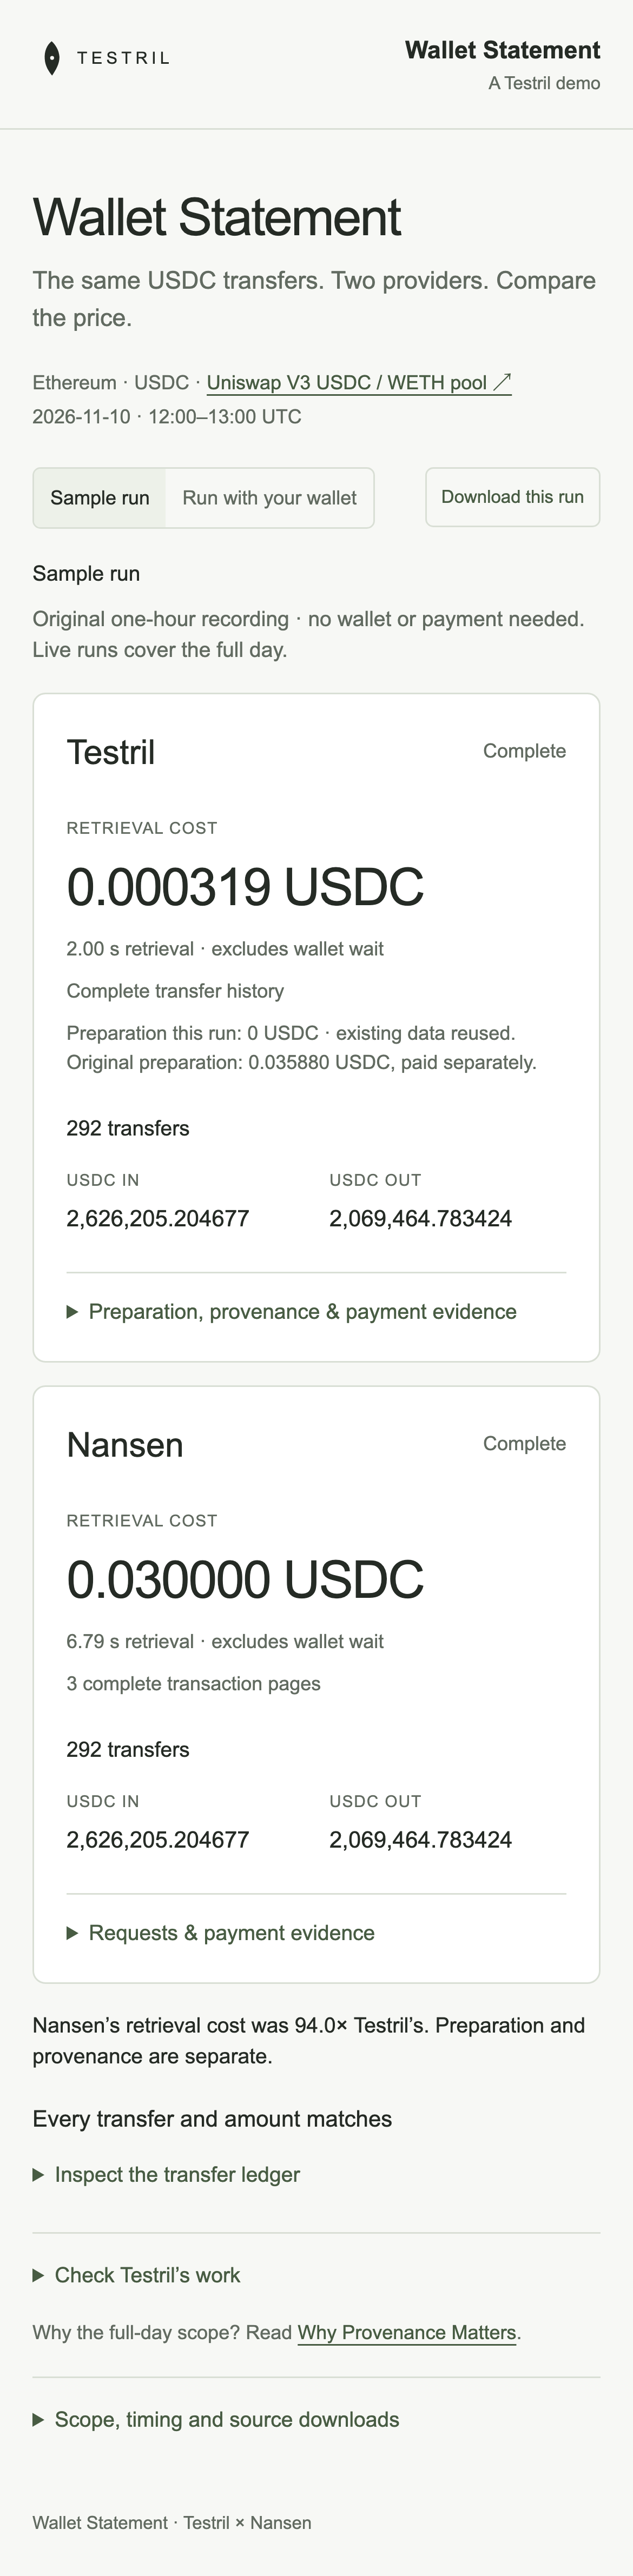 TESTRIL
Wallet Statement
A Testril demo
Wallet Statement
The same USDC transfers. Two providers. Compare
the price.
Ethereum · USDC · Uniswap V3 USDC / WETH pool ↗
2026-11-10 · 12:00–13:00 UTC
Sample run
Run with your wallet
Download this run
Sample run
Original one-hour recording · no wallet or payment needed.
Live runs cover the full day.
Testril
Complete
RETRIEVAL COST
0.000319 USDC
2.00 s retrieval · excludes wallet wait
Complete transfer history
Preparation this run: 0 USDC · existing data reused.
Original preparation: 0.035880 USDC, paid separately.
292 transfers
USDC IN
USDC OUT
2,626,205.204677
2,069,464.783424
▶ Preparation, provenance & payment evidence
Nansen
Complete
RETRIEVAL COST
0.030000 USDC
6.79 s retrieval · excludes wallet wait
3 complete transaction pages
292 transfers
USDC IN
USDC OUT
2,626,205.204677
2,069,464.783424
▶ Requests & payment evidence
Nansen’s retrieval cost was 94.0× Testril’s. Preparation and
provenance are separate.
Every transfer and amount matches
▶ Inspect the transfer ledger
▶ Check Testril’s work
Why the full-day scope? Read Why Provenance Matters.
▶ Scope, timing and source downloads
Wallet Statement · Testril × Nansen